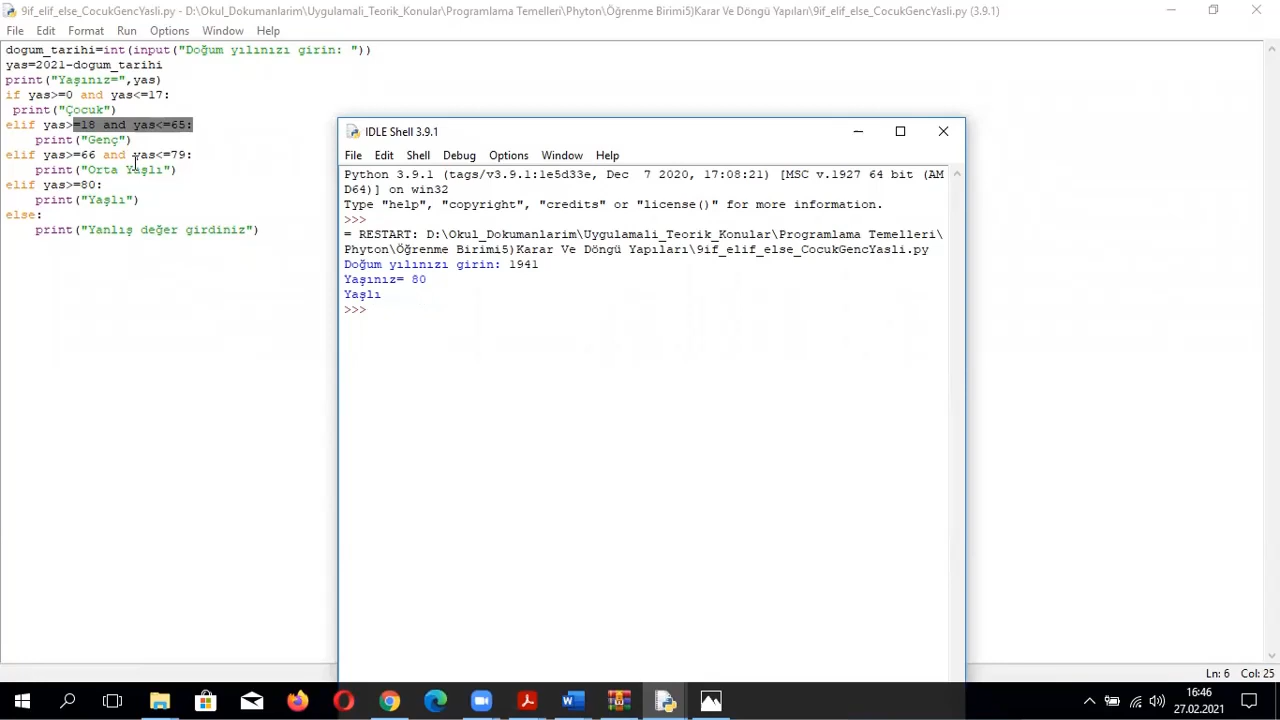 9if_elif_else_CocukGencYasli.py - D:\Okul_Dokumanlarim\Uygulamali_Teorik_Konular\Programlama Temelleri\Phyton\Öğrenme Birimi5)Karar Ve Döngü Yapıları\9if_elif_else_CocukGencYasli.py (3.9.1)
File Edit Format Run Options Window Help
dogum_tarihi=int(input("Doğum yılınızı girin: "))
yas=2021-dogum_tarihi
print("Yaşınız=",yas)
if yas>=0 and yas<=17:
 print("Çocuk")
elif yas>=18 and yas<=65:
    print("Genç")
elif yas>=66 and yas<=79:
    print("Orta Yaşlı")
elif yas>=80:
    print("Yaşlı")
else:
    print("Yanlış değer girdiniz")
IDLE Shell 3.9.1
File Edit Shell Debug Options Window Help
Python 3.9.1 (tags/v3.9.1:1e5d33e, Dec  7 2020, 17:08:21) [MSC v.1927 64 bit (AM
D64)] on win32
Type "help", "copyright", "credits" or "license()" for more information.
>>>
= RESTART: D:\Okul_Dokumanlarim\Uygulamali_Teorik_Konular\Programlama Temelleri\
Phyton\Öğrenme Birimi5)Karar Ve Döngü Yapıları\9if_elif_else_CocukGencYasli.py
Doğum yılınızı girin: 1941
Yaşınız= 80
Yaşlı
>>>
Ln: 6 Col: 25
16:46
27.02.2021